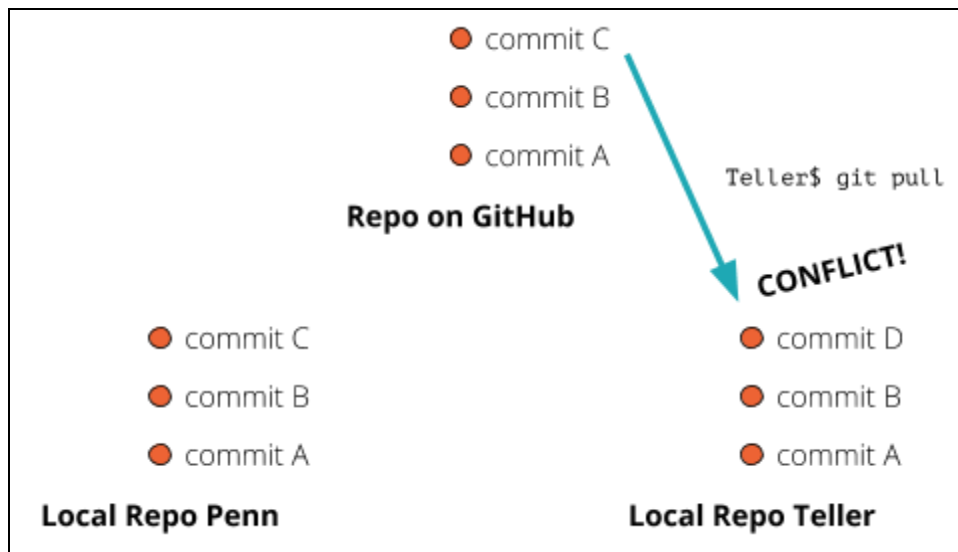 commit C
commit B
commit A
Repo on GitHub
Teller$ git pull
CONFLICT!
commit C
commit B
commit A
Local Repo Penn
commit D
commit B
commit A
Local Repo Teller